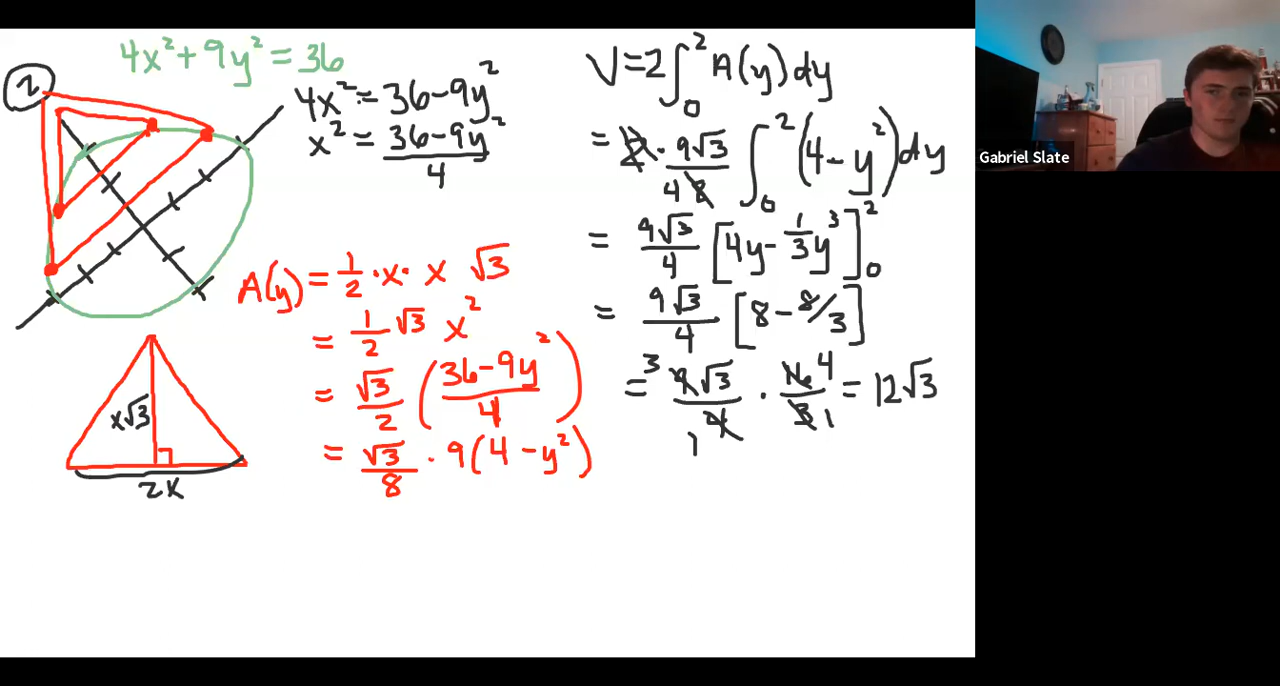 4x² + 9y² = 36
2
4x² = 36 - 9y²
x² = (36 - 9y²)/4
A(y) = 1/2 · x · x √3
= 1/2 √3 x²
= √3/2 ((36 - 9y²)/4)
= √3/8 · 9(4 - y²)
x√3
2x
V = 2∫₀² A(y) dy
= 2 · 9√3/4 8 ∫₀² (4 - y²) dy
= 9√3/4 [4y - 1/3 y³]₀²
= 9√3/4 [8 - 8/3]
= 3 9√3/4 1 · 16 4/3 1 = 12√3
Gabriel Slate